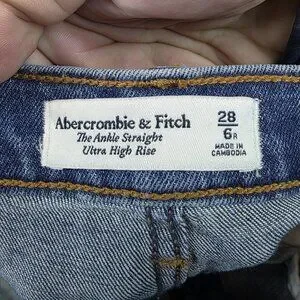 Abercrombie & Fitch
The Ankle Straight
Ultra High Rise
28
6R
MADE IN
CAMBODIA